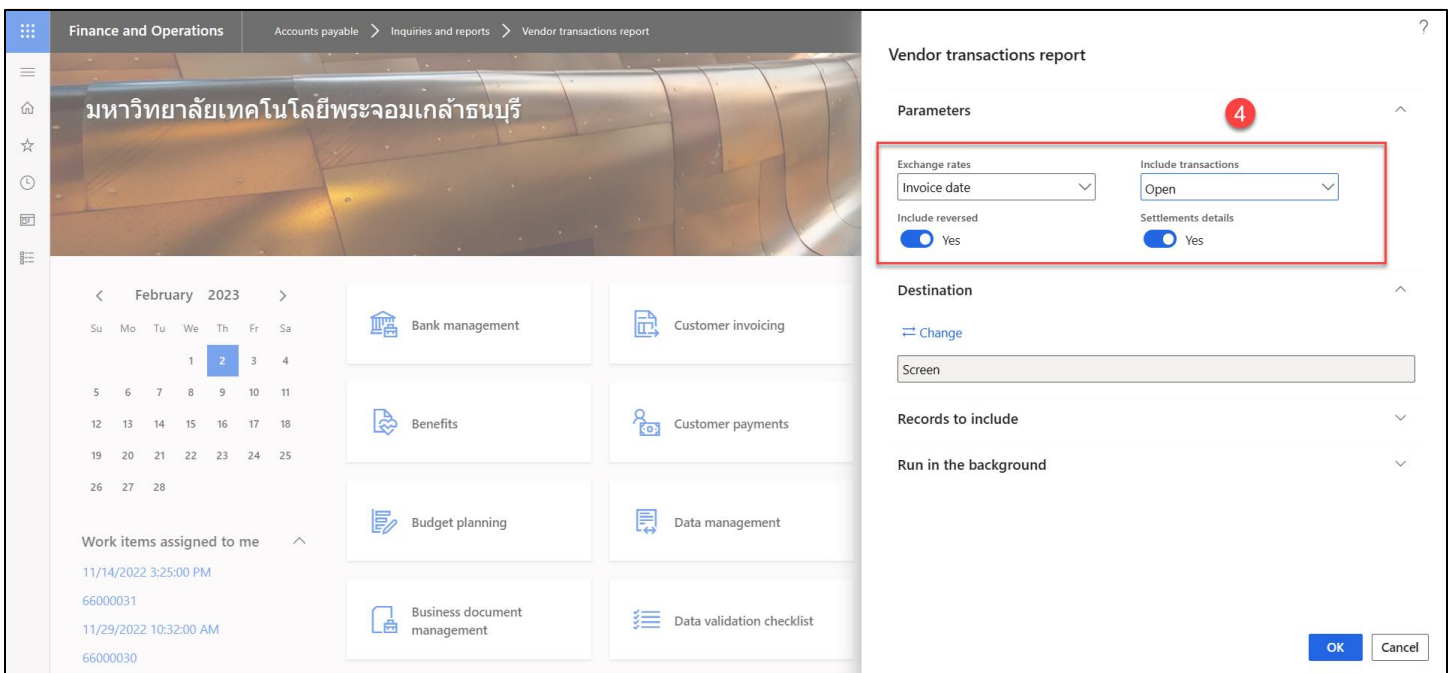 Finance and Operations
Accounts payable > Inquiries and reports > Vendor transactions report
?
มหาวิทยาลัยเทคโนโลยีพระจอมเกล้าธนบุรี
February 2023
Su Mo Tu We Th Fr Sa
1 2 3 4
5 6 7 8 9 10 11
12 13 14 15 16 17 18
19 20 21 22 23 24 25
26 27 28
Work items assigned to me
11/14/2022 3:25:00 PM
66000031
11/29/2022 10:32:00 AM
66000030
Bank management
Customer invoicing
Benefits
Customer payments
Budget planning
Data management
Business document
management
Data validation checklist
Vendor transactions report
Parameters
4
Exchange rates
Include transactions
Invoice date
Open
Include reversed
Settlements details
Yes
Yes
Destination
Change
Screen
Records to include
Run in the background
OK
Cancel